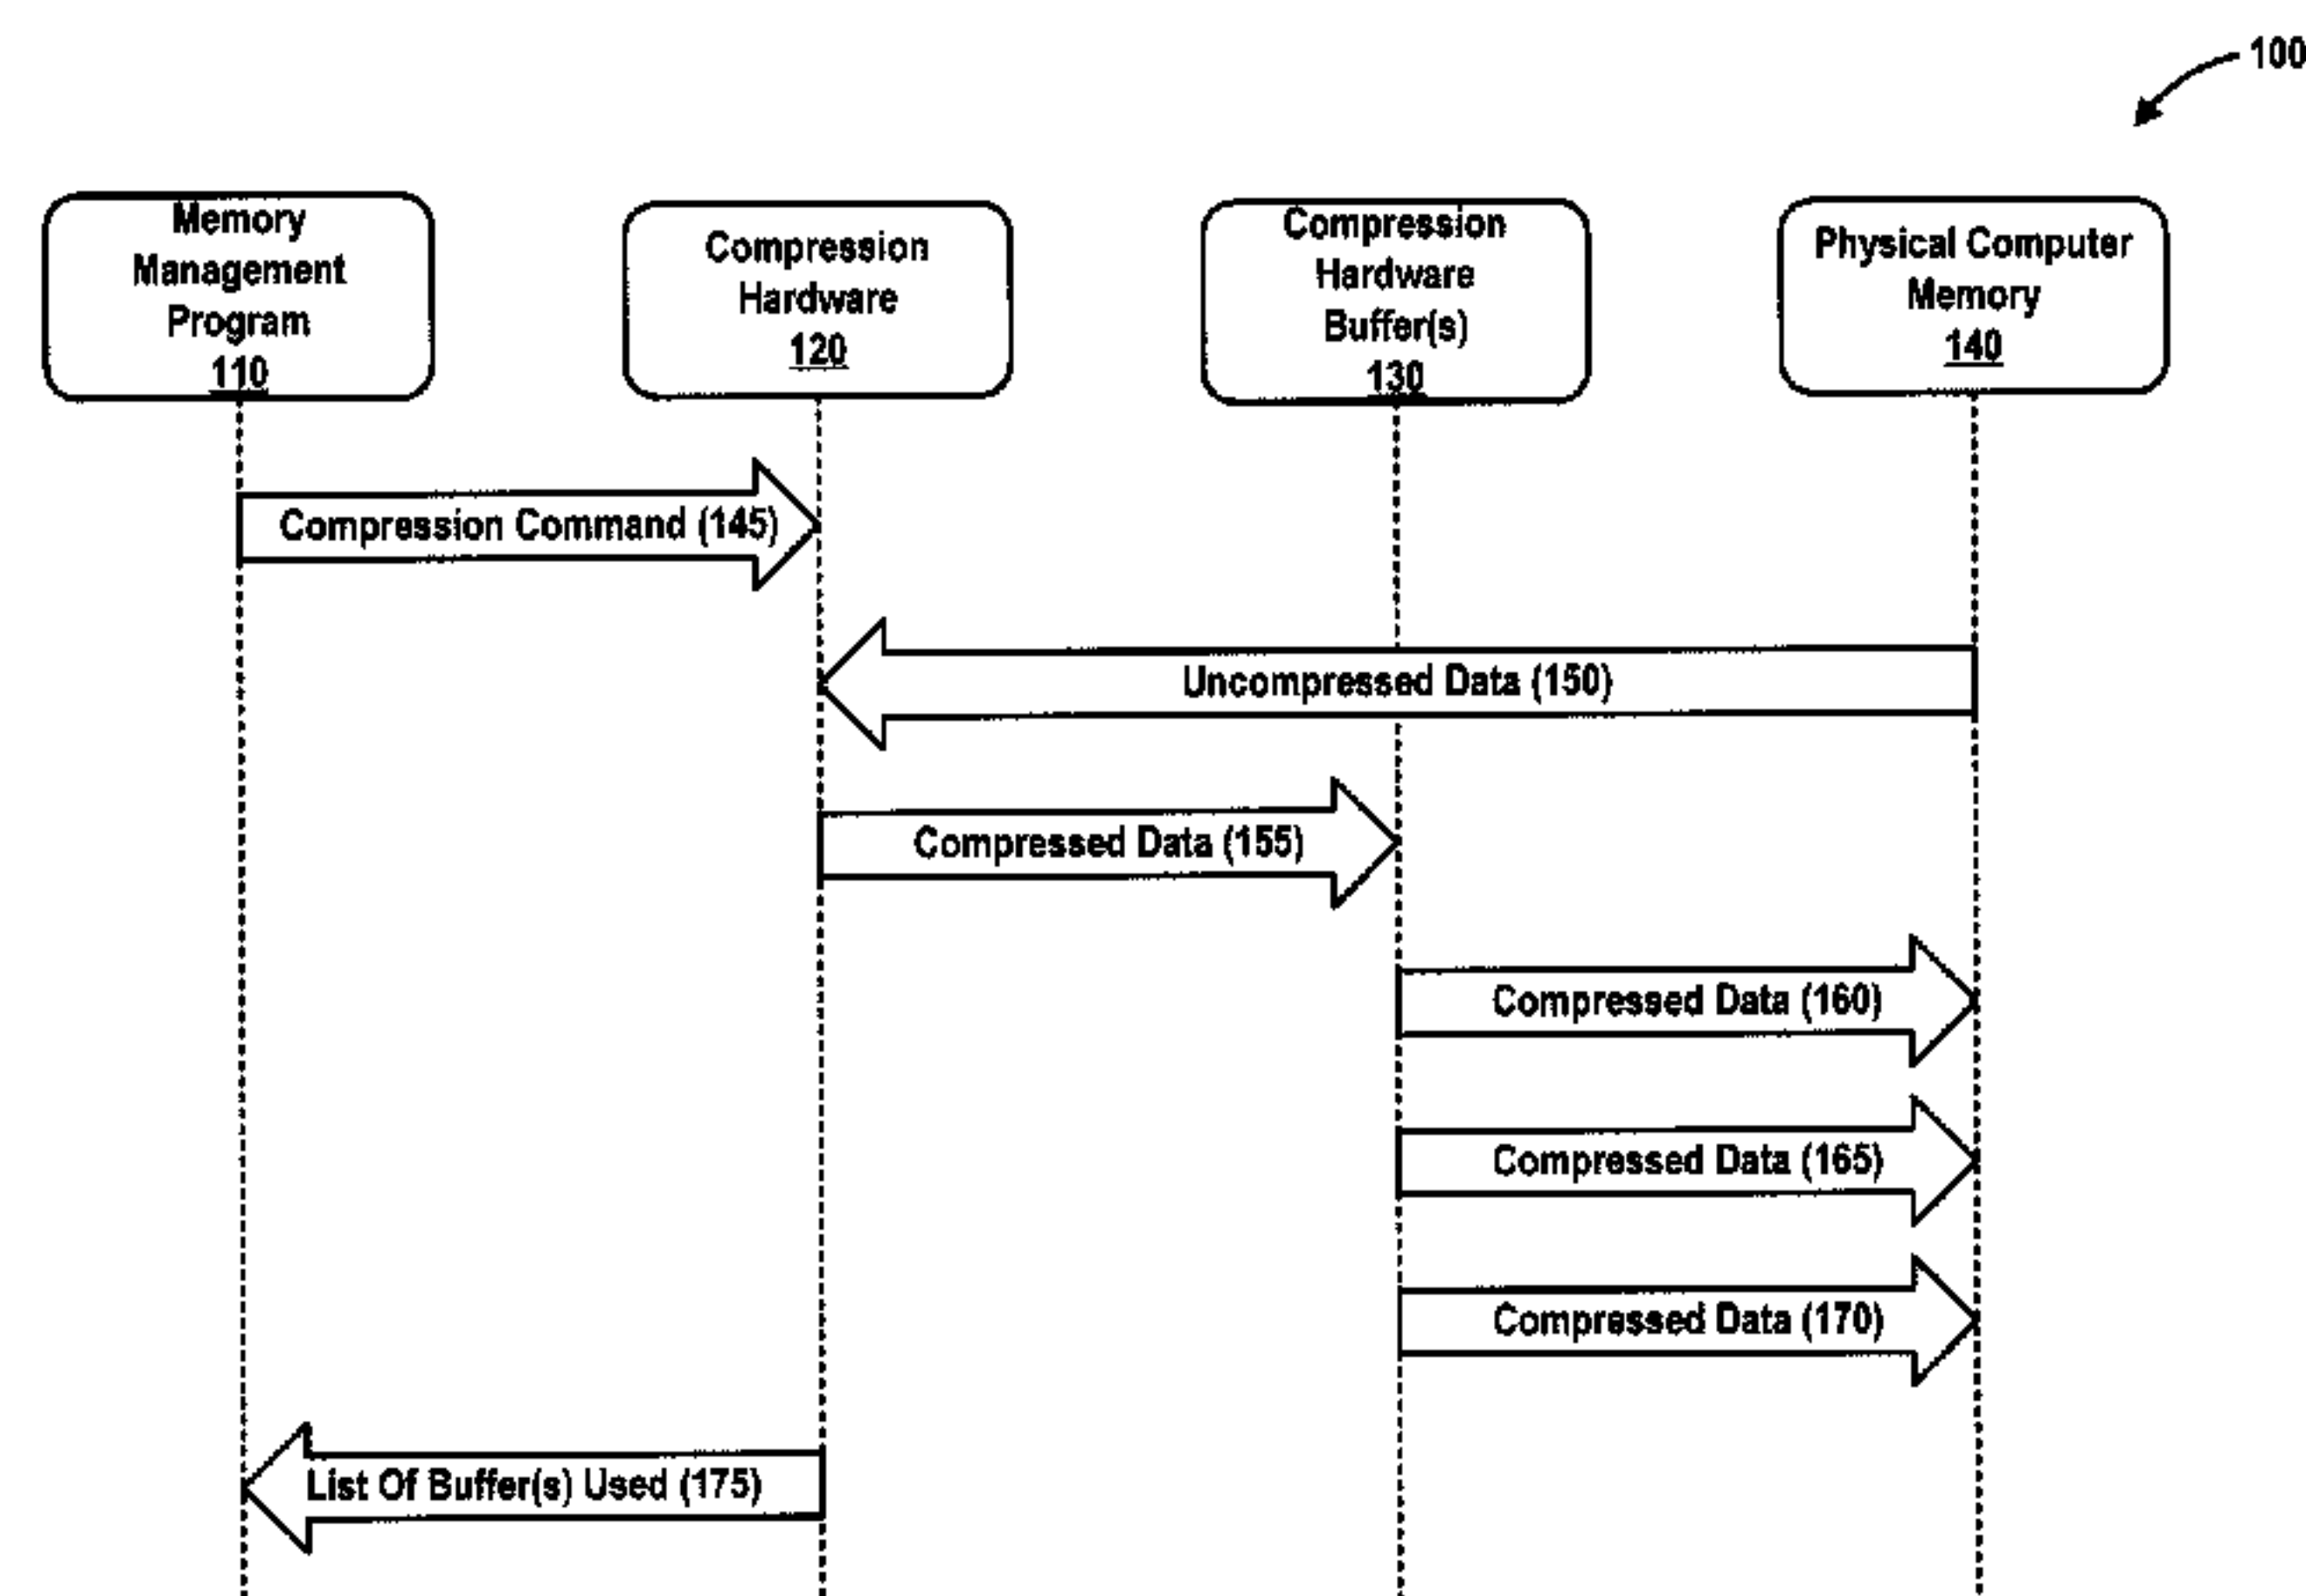 100
Memory
Management
Program
110
Compression
Hardware
120
Compression
Hardware
Buffer(s)
130
Physical Computer
Memory
140
Compression Command (145)
Uncompressed Data (150)
Compressed Data (155)
Compressed Data (160)
Compressed Data (165)
Compressed Data (170)
List Of Buffer(s) Used (175)